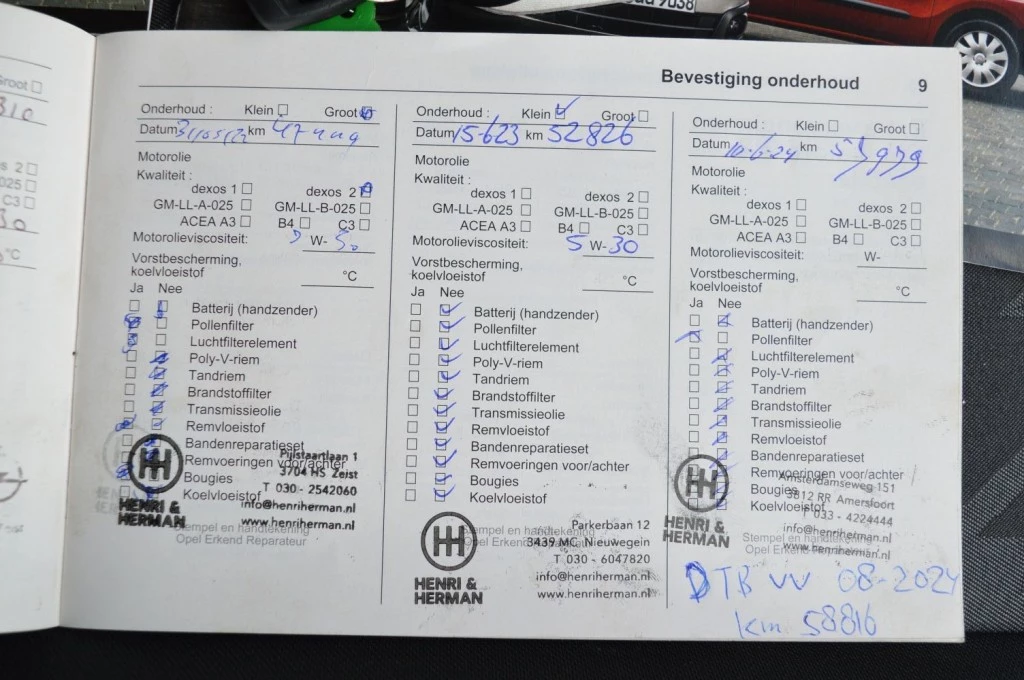 9038
Groot
Bevestiging onderhoud 9
Onderhoud : Klein Groot
Datum km
Motorolie
Kwaliteit :
dexos 1 dexos 2
GM-LL-A-025 GM-LL-B-025
ACEA A3 B4 C3
Motorolieviscositeit: W-
Vorstbescherming,
koelvloeistof °C
Ja Nee
Batterij (handzender)
Pollenfilter
Luchtfilterelement
Poly-V-riem
Tandriem
Brandstoffilter
Transmissieolie
Remvloeistof
Bandenreparatieset
Remvoeringen voor/achter
Bougies
Koelvloeistof
HENRI &
HERMAN
Pijlstaartlaan 1
3704 HS Zeist
T 030 - 2542060
info@henriherman.nl
www.henriherman.nl
Stempel en handtekening
Opel Erkend Reparateur
Onderhoud : Klein Groot
Datum 15-623 km 52826
Motorolie
Kwaliteit :
dexos 1 dexos 2
GM-LL-A-025 GM-LL-B-025
ACEA A3 B4 C3
Motorolieviscositeit: 5 W-30
Vorstbescherming,
koelvloeistof °C
Ja Nee
Batterij (handzender)
Pollenfilter
Luchtfilterelement
Poly-V-riem
Tandriem
Brandstoffilter
Transmissieolie
Remvloeistof
Bandenreparatieset
Remvoeringen voor/achter
Bougies
Koelvloeistof
HENRI &
HERMAN
Stempel en handtekening
Opel Erkend
Parkerbaan 12
3439 MC Nieuwegein
T 030 - 6047820
info@henriherman.nl
www.henriherman.nl
Onderhoud : Klein Groot
Datum 10-6-24 km
Motorolie
Kwaliteit :
dexos 1 dexos 2
GM-LL-A-025 GM-LL-B-025
ACEA A3 B4 C3
Motorolieviscositeit: W-
Vorstbescherming,
koelvloeistof °C
Ja Nee
Batterij (handzender)
Pollenfilter
Luchtfilterelement
Poly-V-riem
Tandriem
Brandstoffilter
Transmissieolie
Remvloeistof
Bandenreparatieset
Remvoeringen voor/achter
Bougies
Koelvloeistof
HENRI &
HERMAN
Amsterdamseweg 151
3812 RR Amersfoort
T 033 - 4224444
info@henriherman.nl
www.henriherman.nl
Stempel en handtekening
Opel Erkend Reparateur
DTB VV 08-2024
km 58816